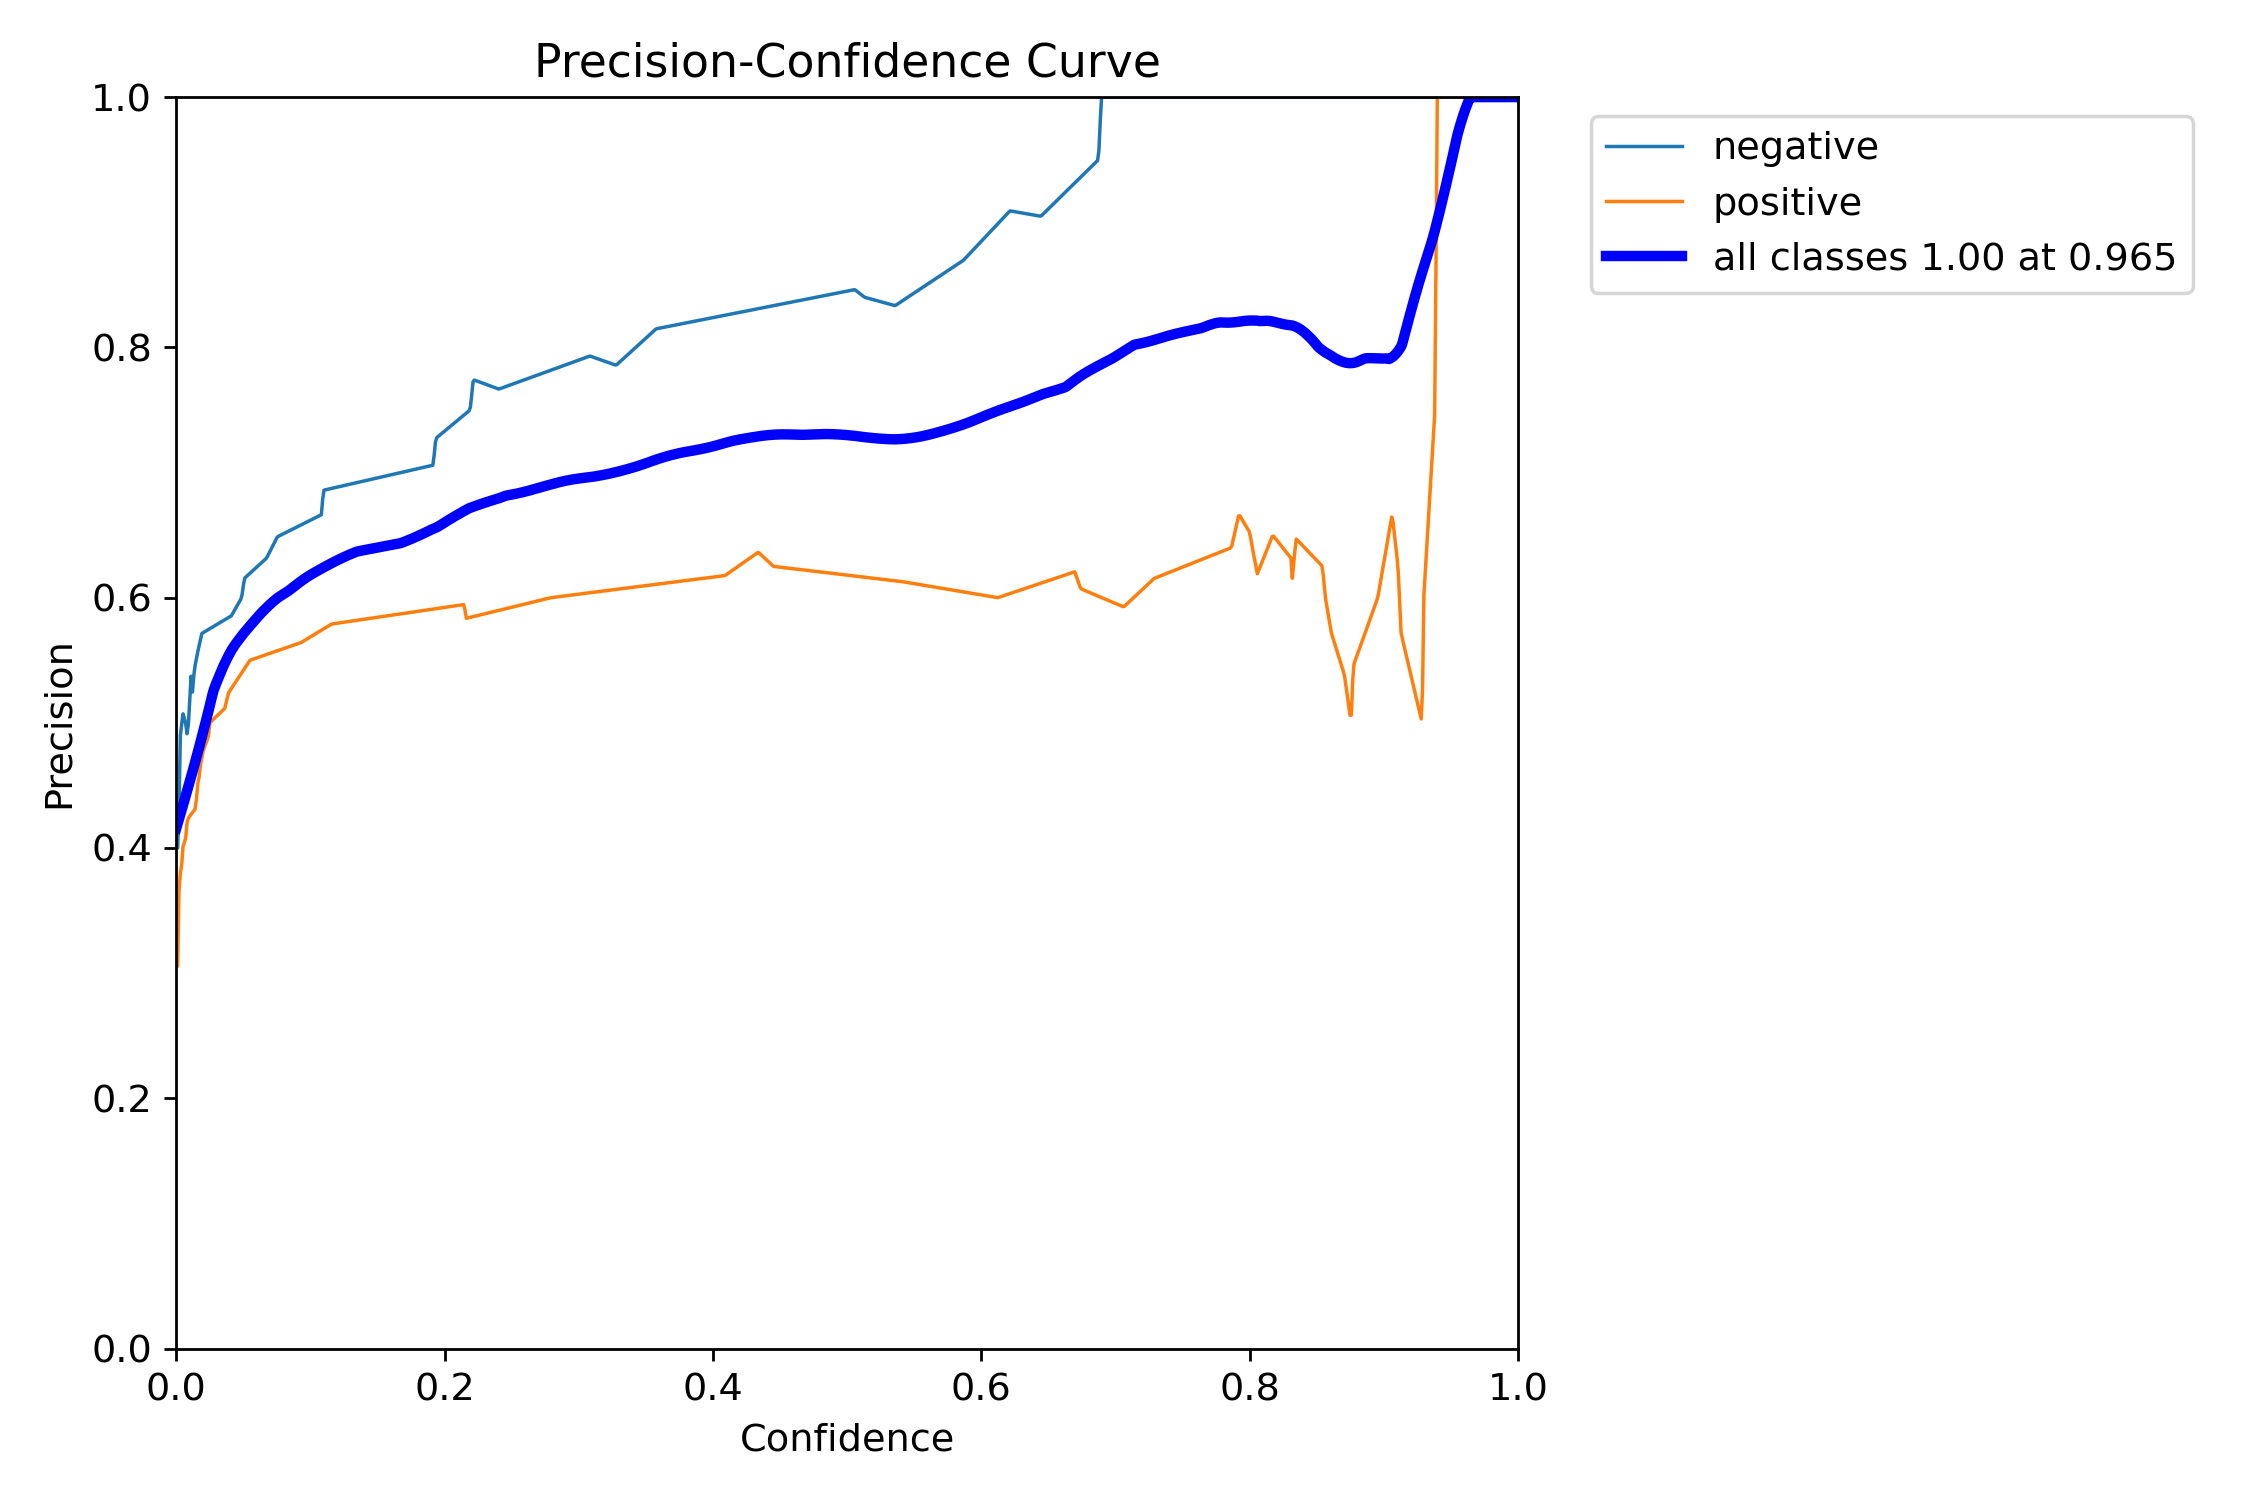 Precision-Confidence Curve
1.0
0.8
0.6
0.4
0.2
0.0
Precision
0.0 0.2 0.4 0.6 0.8 1.0
Confidence
negative
positive
all classes 1.00 at 0.965